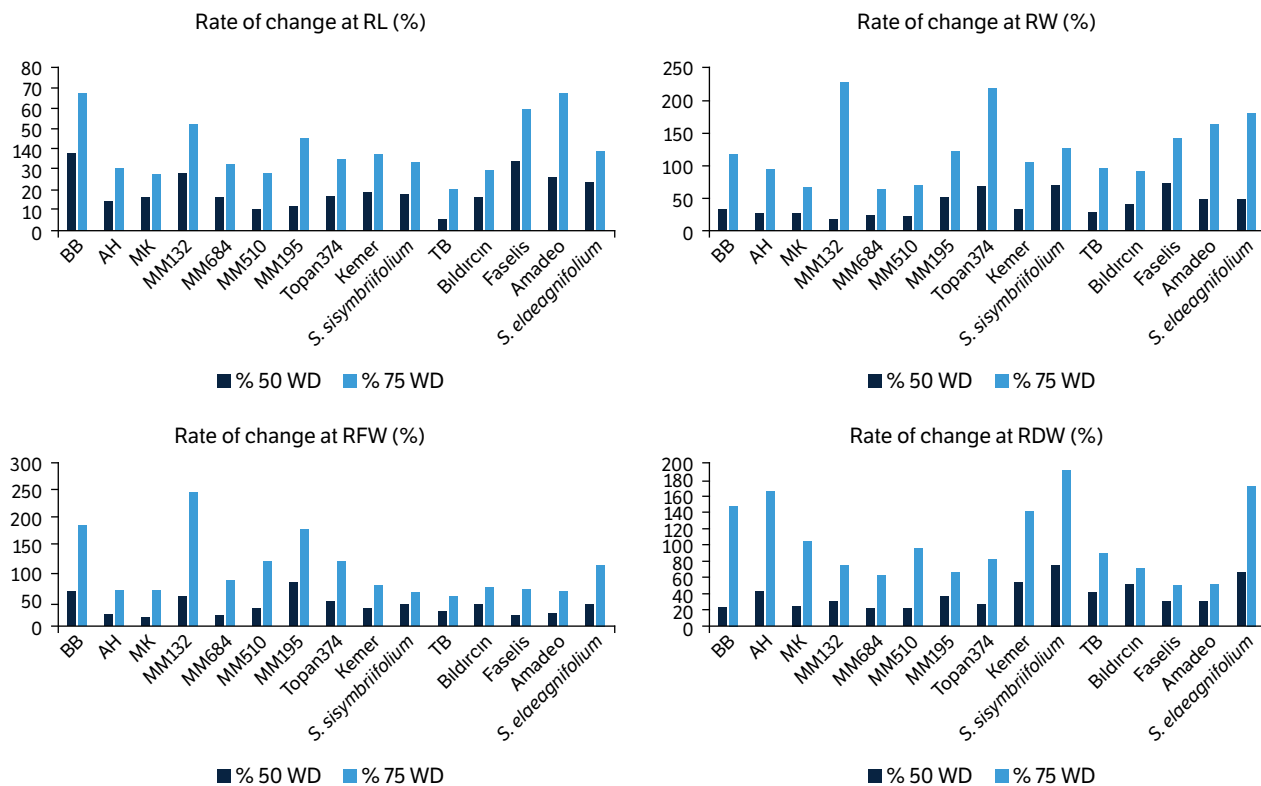 Rate of change at RL (%)
80
70
60
50
140
30
20
10
0
BB
AH
MK
MM132
MM684
MM510
MM195
Topan374
Kemer
S. sisymbriifolium
TB
Bıldırcın
Faselis
Amadeo
S. elaeagnifolium
% 50 WD % 75 WD
Rate of change at RW (%)
250
200
150
100
50
0
BB
AH
MK
MM132
MM684
MM510
MM195
Topan374
Kemer
S. sisymbriifolium
TB
Bıldırcın
Faselis
Amadeo
S. elaeagnifolium
% 50 WD % 75 WD
Rate of change at RFW (%)
300
250
200
150
100
50
0
BB
AH
MK
MM132
MM684
MM510
MM195
Topan374
Kemer
S. sisymbriifolium
TB
Bıldırcın
Faselis
Amadeo
S. elaeagnifolium
% 50 WD % 75 WD
Rate of change at RDW (%)
200
180
160
140
120
100
80
60
40
20
0
BB
AH
MK
MM132
MM684
MM510
MM195
Topan374
Kemer
S. sisymbriifolium
TB
Bıldırcın
Faselis
Amadeo
S. elaeagnifolium
% 50 WD % 75 WD